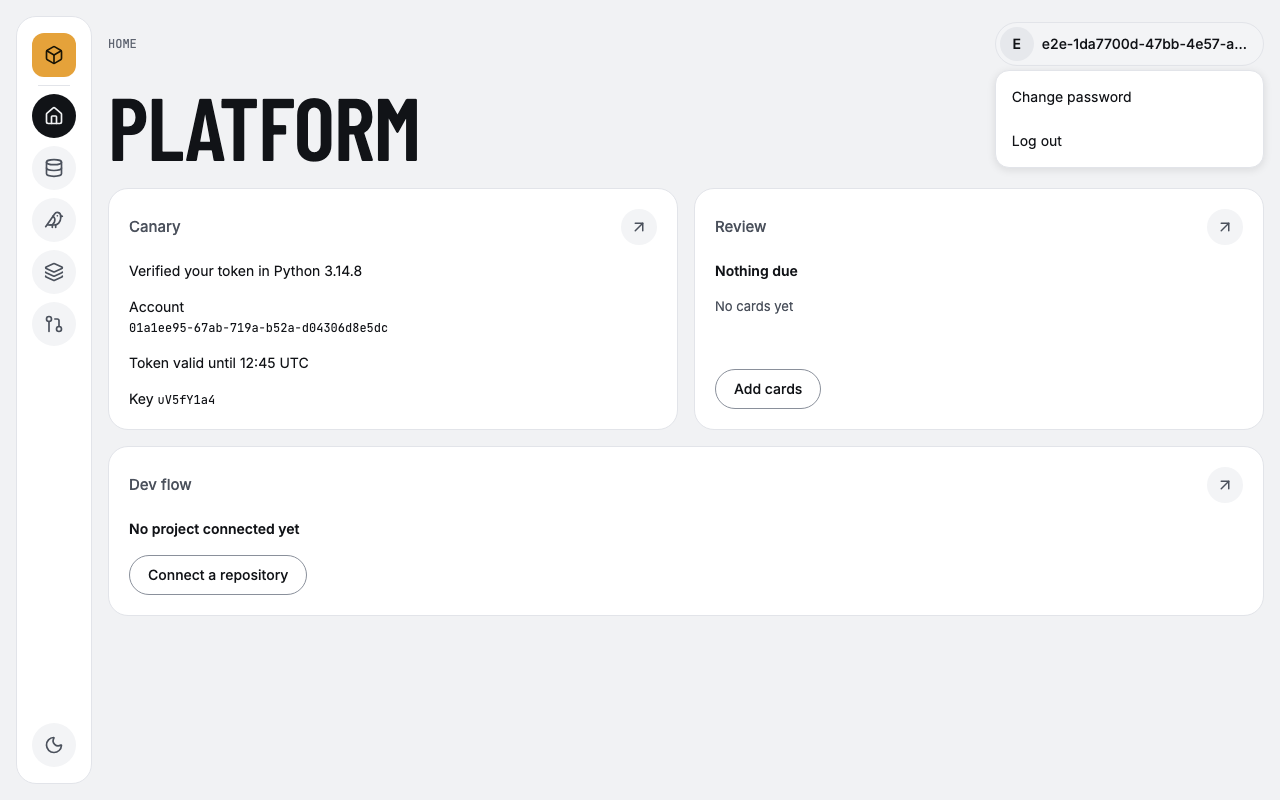 HOME
E
e2e-1da7700d-47bb-4e57-a...
Change password
Log out
PLATFORM
Canary
Verified your token in Python 3.14.8
Account
01a1ee95-67ab-719a-b52a-d04306d8e5dc
Token valid until 12:45 UTC
Key uV5fY1a4
Review
Nothing due
No cards yet
Add cards
Dev flow
No project connected yet
Connect a repository